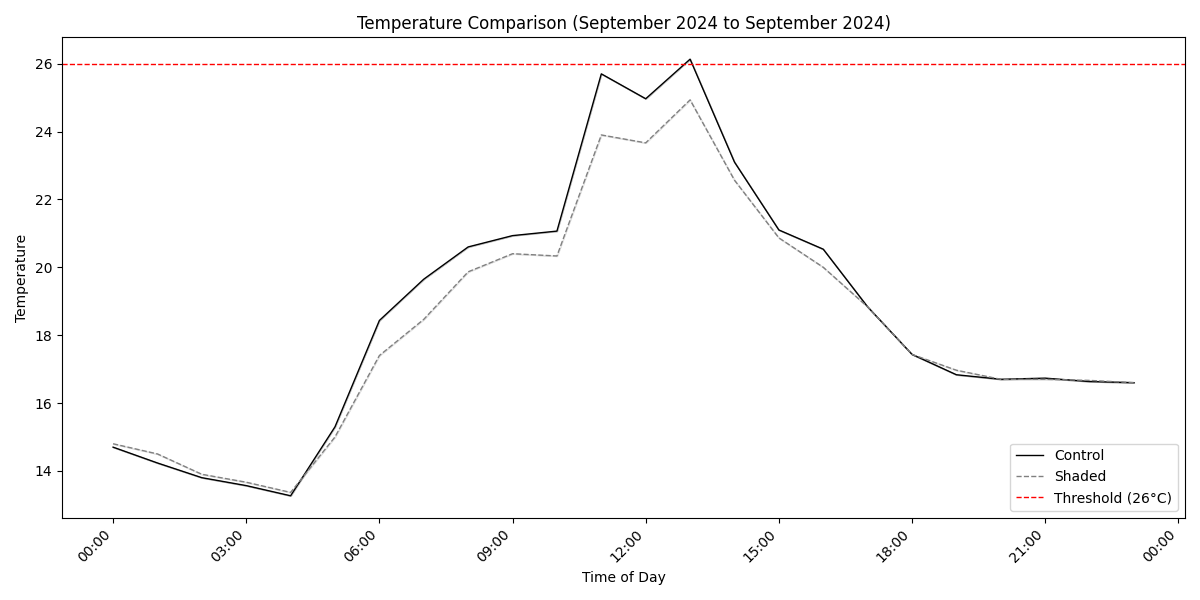 Temperature Comparison (September 2024 to September 2024)
Temperature
26
24
22
20
18
16
14
Control
Shaded
Threshold (26°C)
00:00
03:00
06:00
09:00
12:00
15:00
18:00
21:00
00:00
Time of Day